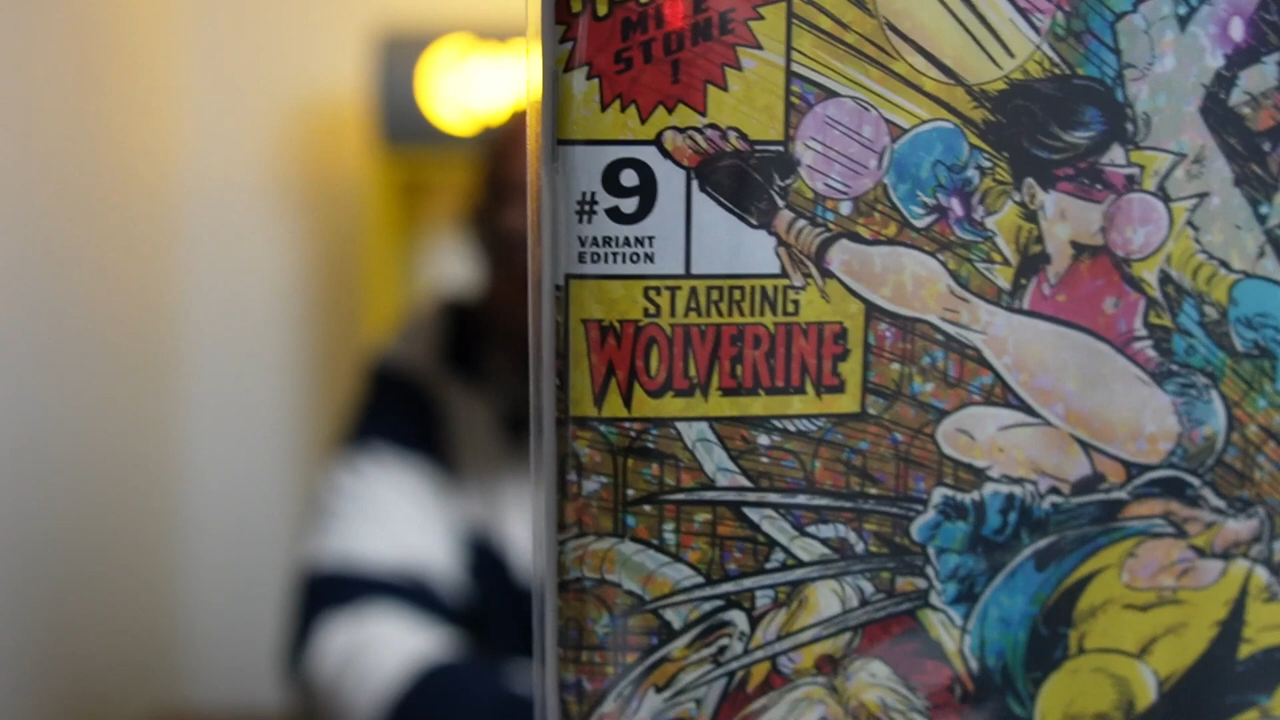 MILE
STONE
!
#9
VARIANT
EDITION
STARRING
WOLVERINE